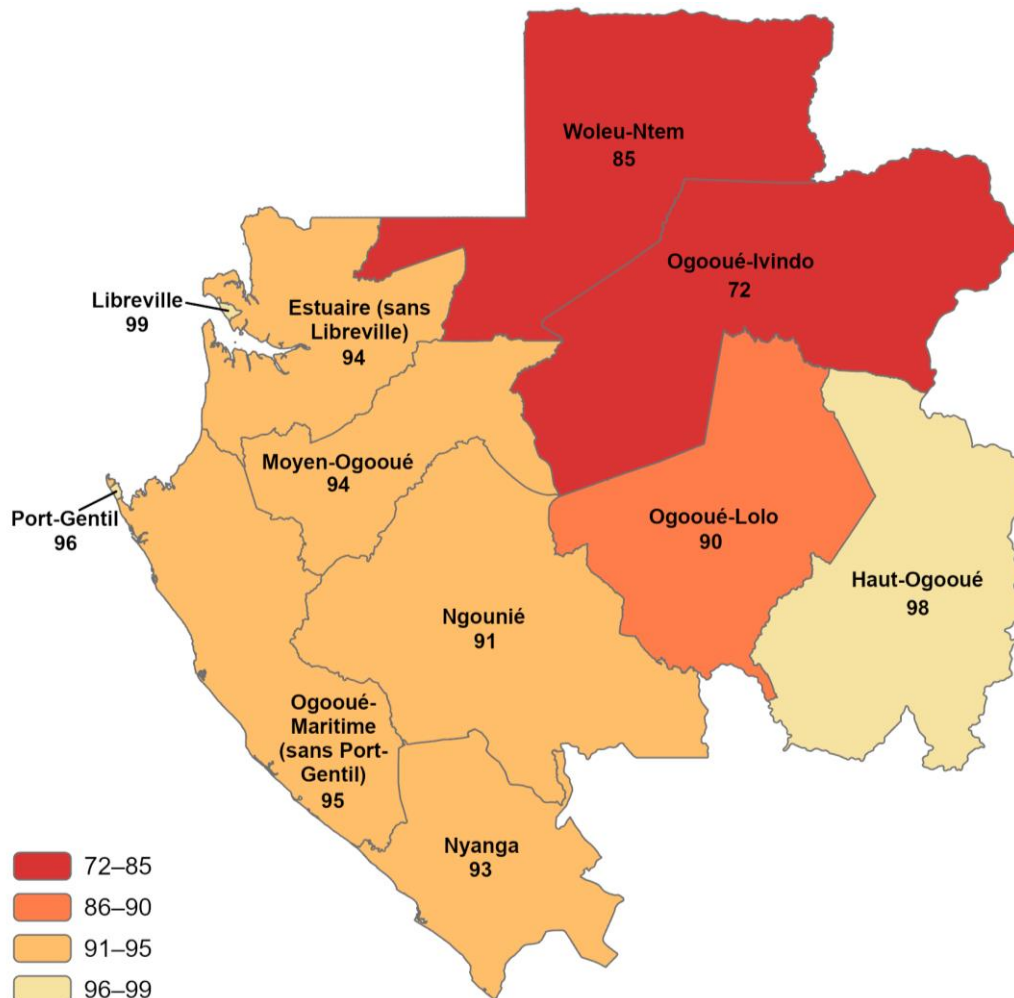 Woleu-Ntem
85
Ogooué-Ivindo
72
Libreville
99
Estuaire (sans
Libreville)
94
Moyen-Ogooué
94
Port-Gentil
96
Ogooué-Lolo
90
Haut-Ogooué
98
Ngounié
91
Ogooué-
Maritime
(sans Port-
Gentil)
95
Nyanga
93
72–85
86–90
91–95
96–99